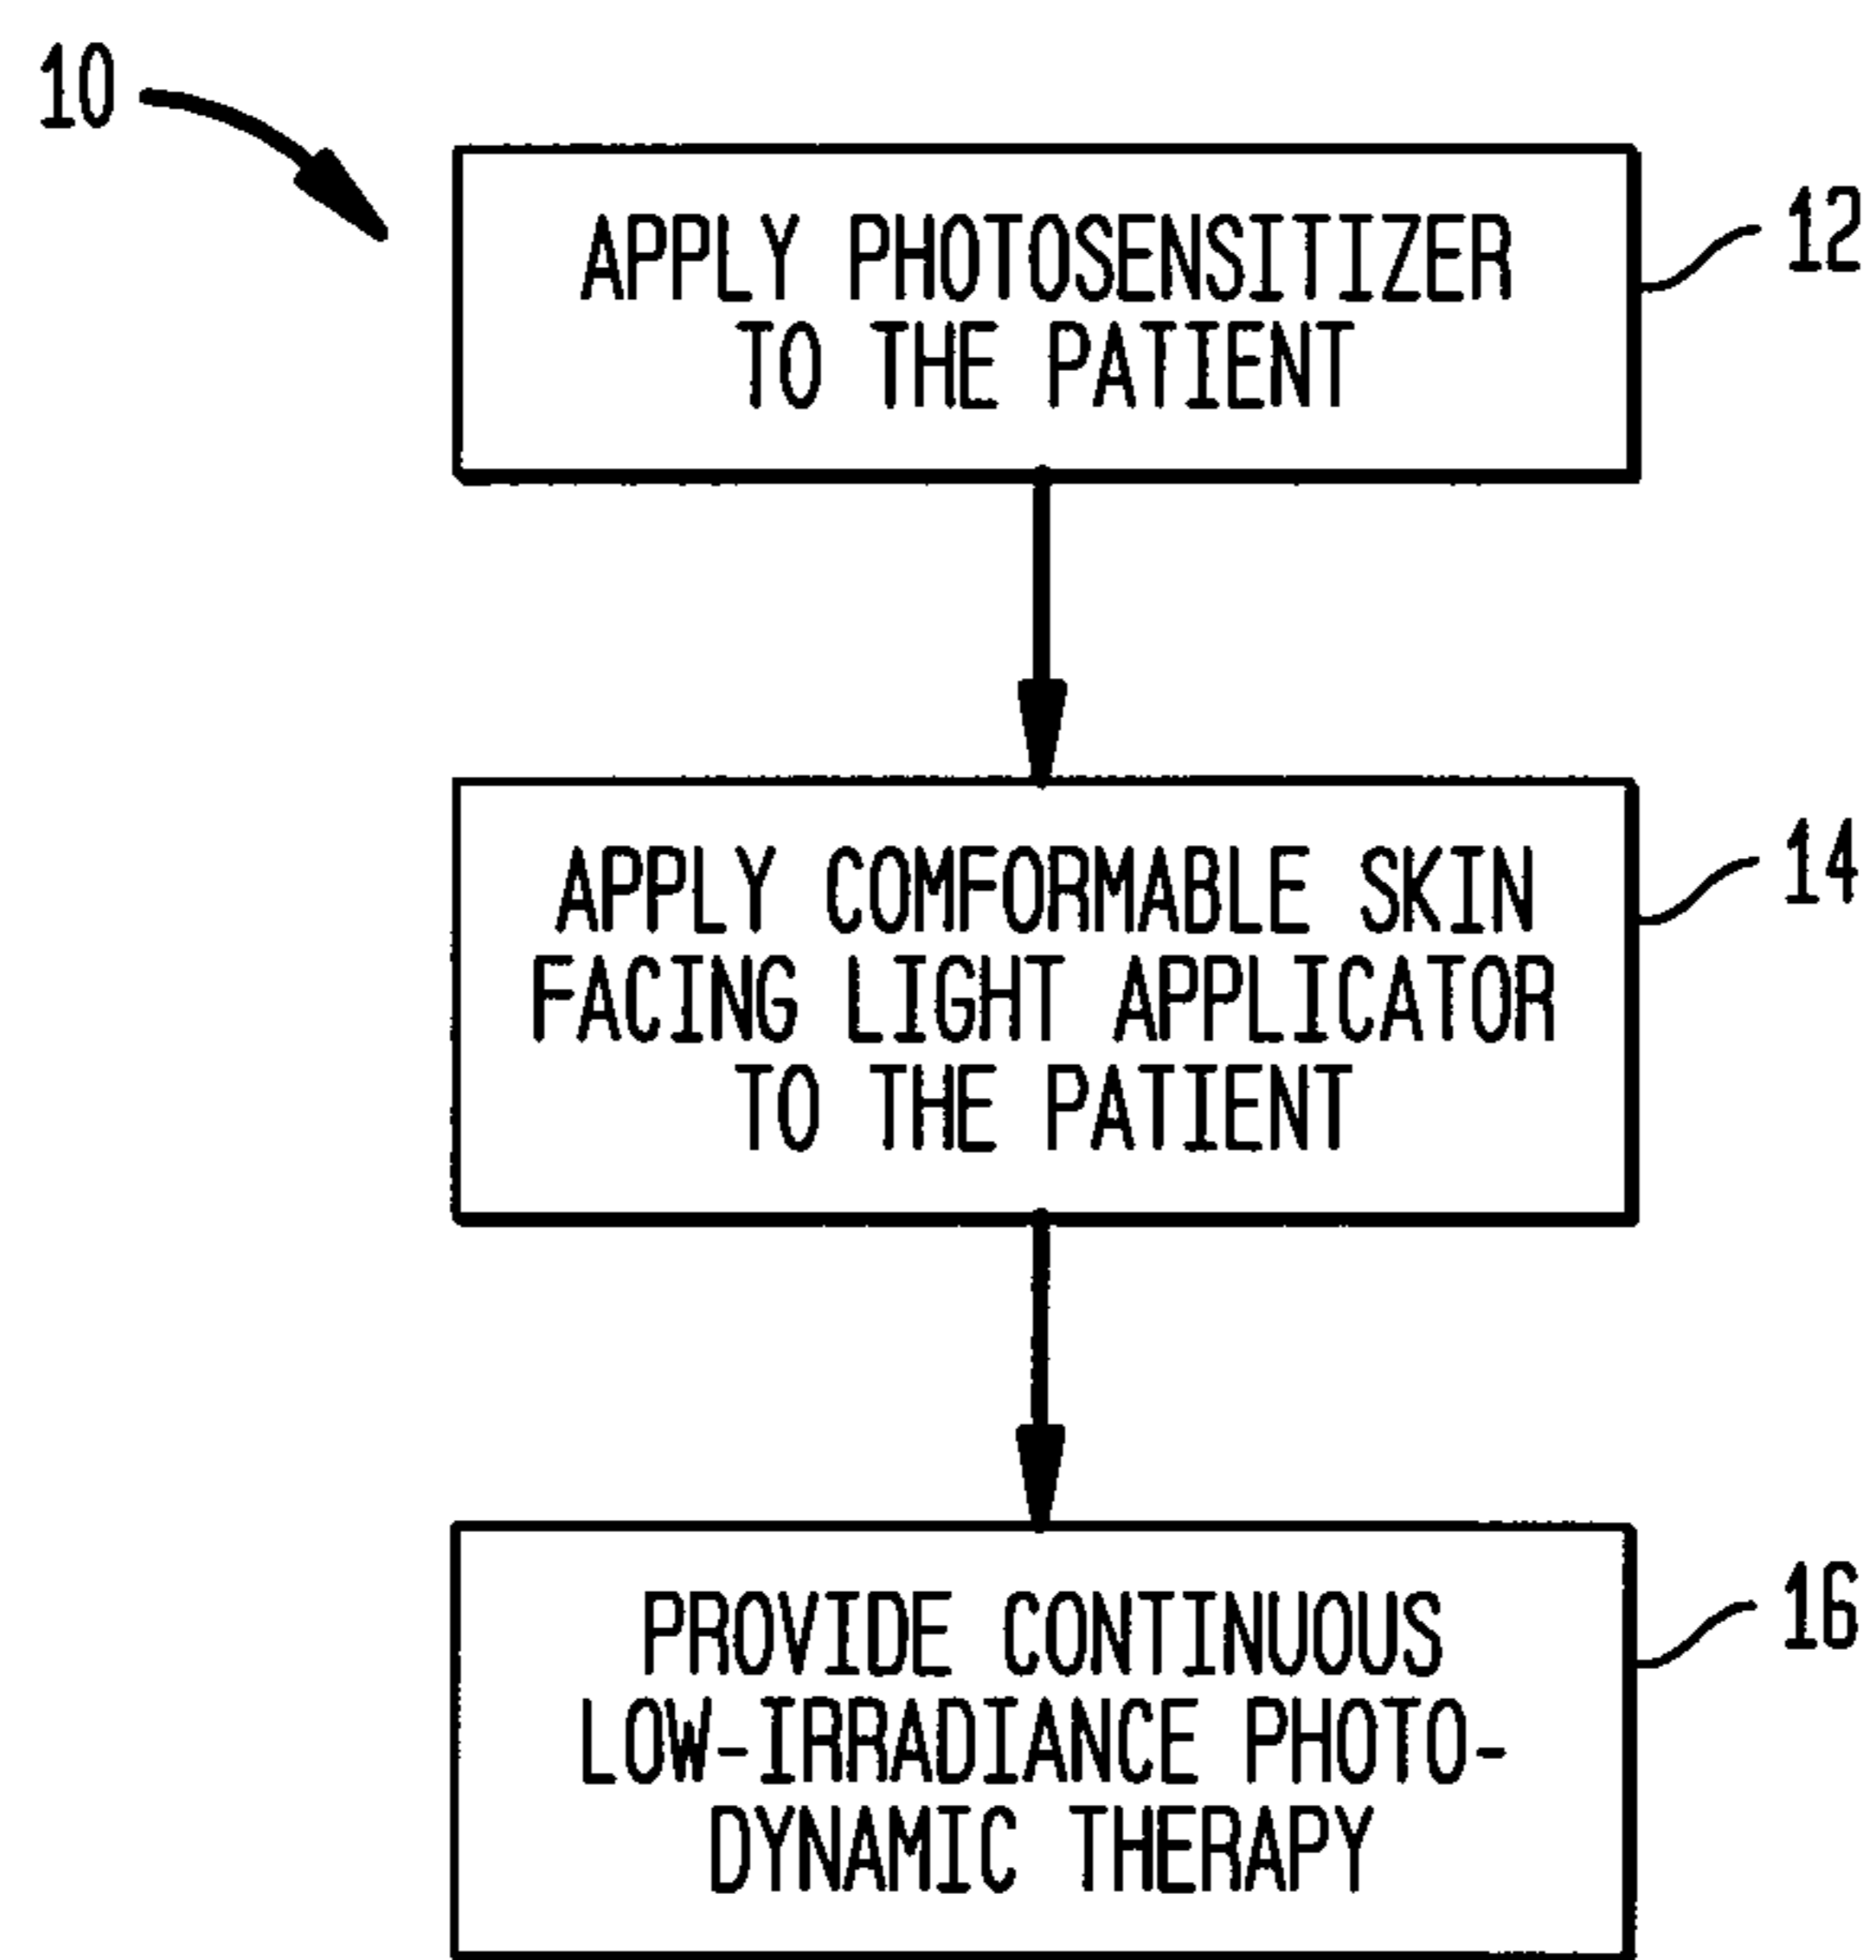 10
APPLY PHOTOSENSITIZER
TO THE PATIENT
12
APPLY COMFORMABLE SKIN
FACING LIGHT APPLICATOR
TO THE PATIENT
14
PROVIDE CONTINUOUS
LOW-IRRADIANCE PHOTO-
DYNAMIC THERAPY
16